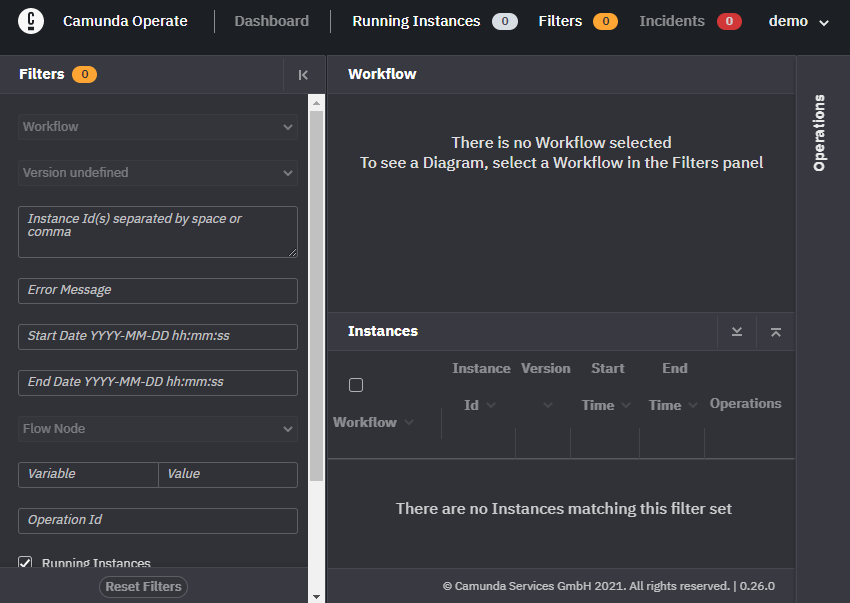 C Camunda Operate Dashboard Running Instances 0 Filters 0 Incidents 0 demo
Filters 0
Workflow
Version undefined
Instance Id(s) separated by space or
comma
Error Message
Start Date YYYY-MM-DD hh:mm:ss
End Date YYYY-MM-DD hh:mm:ss
Flow Node
Variable Value
Operation Id
Running Instances
Reset Filters
Workflow
There is no Workflow selected
To see a Diagram, select a Workflow in the Filters panel
Instances
Workflow
Instance
Id
Version
Start
Time
End
Time
Operations
There are no Instances matching this filter set
© Camunda Services GmbH 2021. All rights reserved. | 0.26.0
Operations